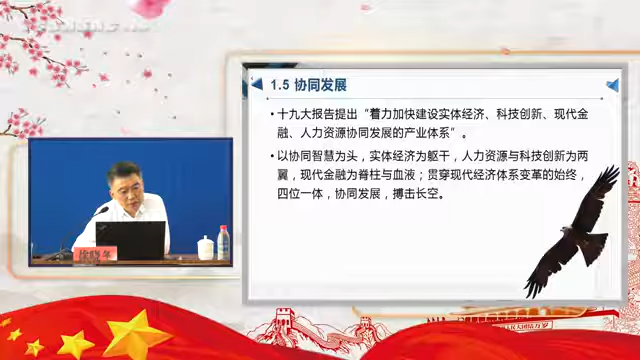 1.5 协同发展
•十九大报告提出“着力加快建设实体经济、科技创新、现代金
融、人力资源协同发展的产业体系”。
•以协同智慧为头，实体经济为躯干，人力资源与科技创新为两
翼，现代金融为脊柱与血液；贯穿现代经济体系变革的始终，
四位一体，协同发展，搏击长空。
徐晓冬